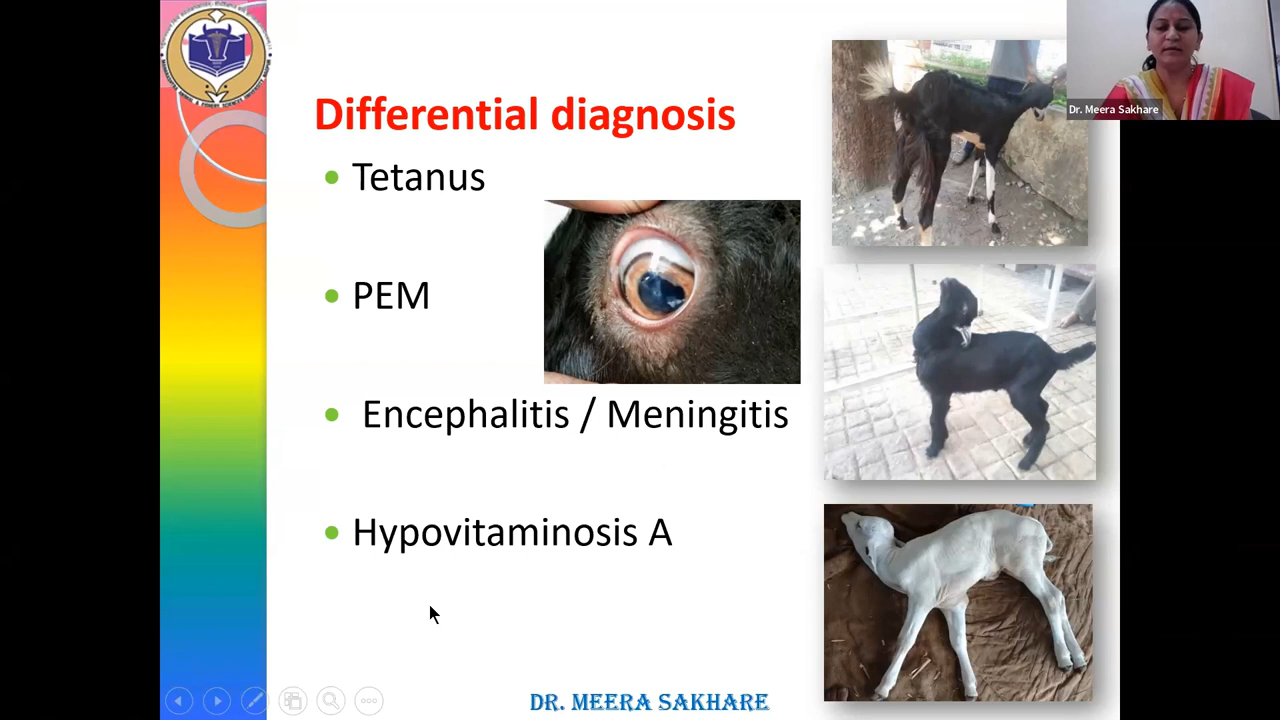 Differential diagnosis
Tetanus
PEM
Encephalitis / Meningitis
Hypovitaminosis A
DR. MEERA SAKHARE
Dr. Meera Sakhare